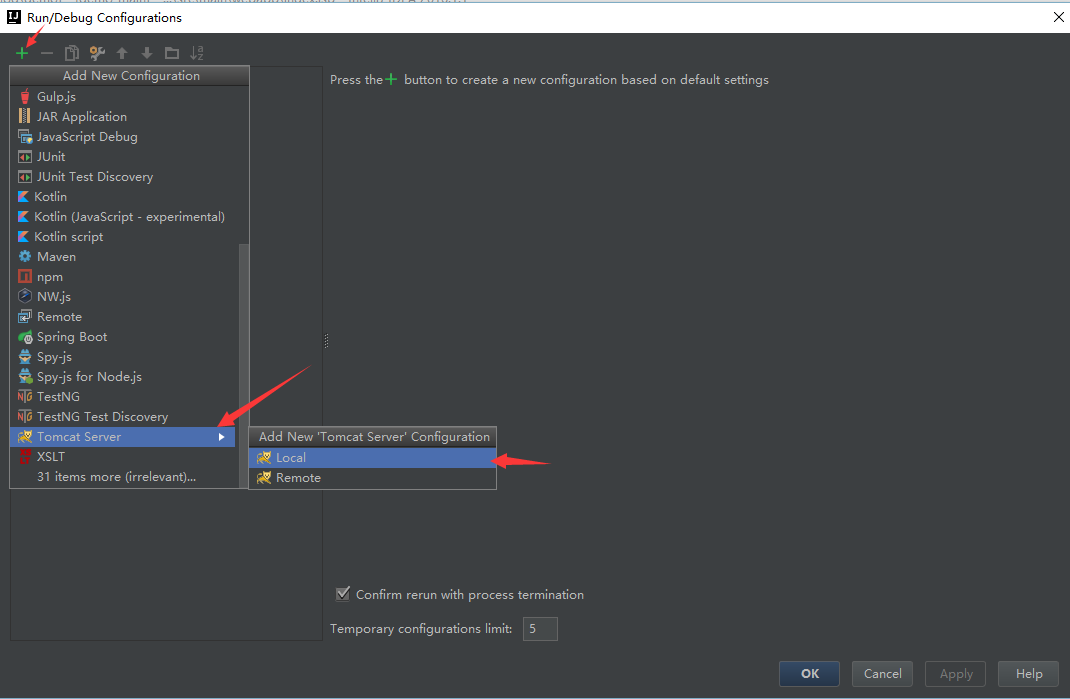 Run/Debug Configurations
Add New Configuration
Press the + button to create a new configuration based on default settings
Gulp.js
JAR Application
JavaScript Debug
JUnit
JUnit Test Discovery
Kotlin
Kotlin (JavaScript - experimental)
Kotlin script
Maven
npm
NW.js
Remote
Spring Boot
Spy-js
Spy-js for Node.js
TestNG
TestNG Test Discovery
Tomcat Server
XSLT
31 items more (irrelevant)...
Add New 'Tomcat Server' Configuration
Local
Remote
Confirm rerun with process termination
Temporary configurations limit: 5
OK Cancel Apply Help